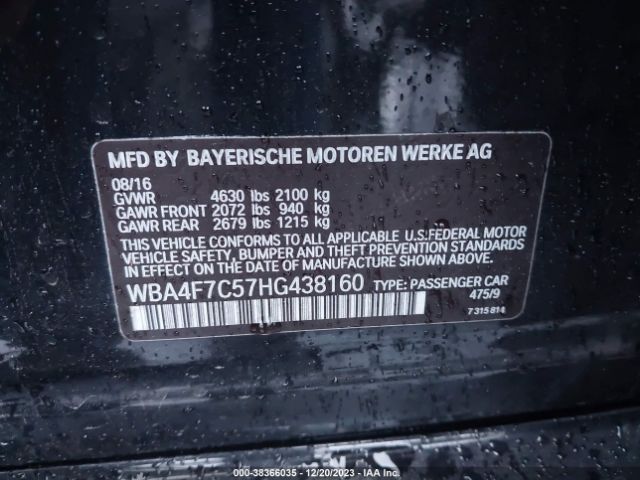 MFD BY BAYERISCHE MOTOREN WERKE AG
08/16
GVWR 4630 lbs 2100 kg
GAWR FRONT 2072 lbs 940 kg
GAWR REAR 2679 lbs 1215 kg
THIS VEHICLE CONFORMS TO ALL APPLICABLE U.S.FEDERAL MOTOR
VEHICLE SAFETY, BUMPER AND THEFT PREVENTION STANDARDS
IN EFFECT ON THE DATE OF MANUFACTURE SHOWN ABOVE.
WBA4F7C57HG438160 TYPE: PASSENGER CAR
475/9
7 315 814
000-38366035 - 12/20/2023 - IAA Inc.